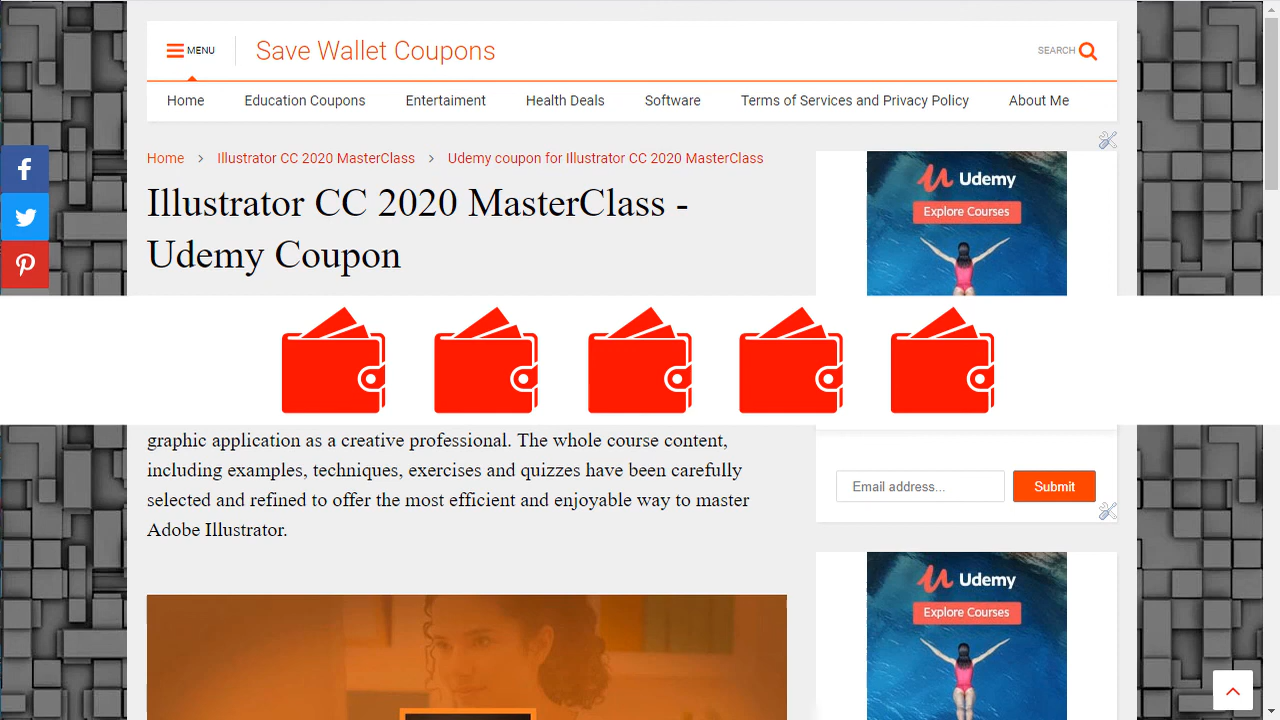 MENU
Save Wallet Coupons
SEARCH
Home
Education Coupons
Entertaiment
Health Deals
Software
Terms of Services and Privacy Policy
About Me
Home > Illustrator CC 2020 MasterClass > Udemy coupon for Illustrator CC 2020 MasterClass
Illustrator CC 2020 MasterClass -
Udemy Coupon
Udemy
Explore Courses
graphic application as a creative professional. The whole course content,
including examples, techniques, exercises and quizzes have been carefully
selected and refined to offer the most efficient and enjoyable way to master
Adobe Illustrator.
Email address...
Submit
Udemy
Explore Courses